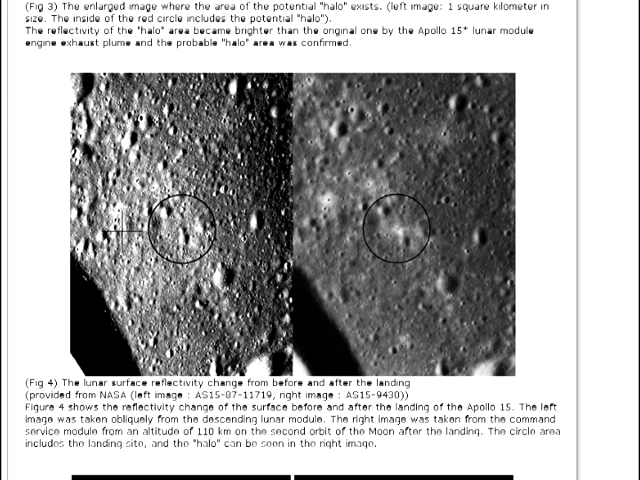 (Fig 3) The enlarged image where the area of the potential "halo" exists. (left image: 1 square kilometer in
size. The inside of the red circle includes the potential "halo").
The reflectivity of the "halo" area became brighter than the original one by the Apollo 15* lunar module
engine exhaust plume and the probable "halo" area was confirmed.
(Fig 4) The lunar surface reflectivity change from before and after the landing
(provided from NASA (left image : AS15-87-11719, right image : AS15-9430))
Figure 4 shows the reflectivity change of the surface before and after the landing of the Apollo 15. The left
image was taken obliquely from the descending lunar module. The right image was taken from the command
service module from an altitude of 110 km on the second orbit of the Moon after the landing. The circle area
includes the landing site, and the "halo" can be seen in the right image.